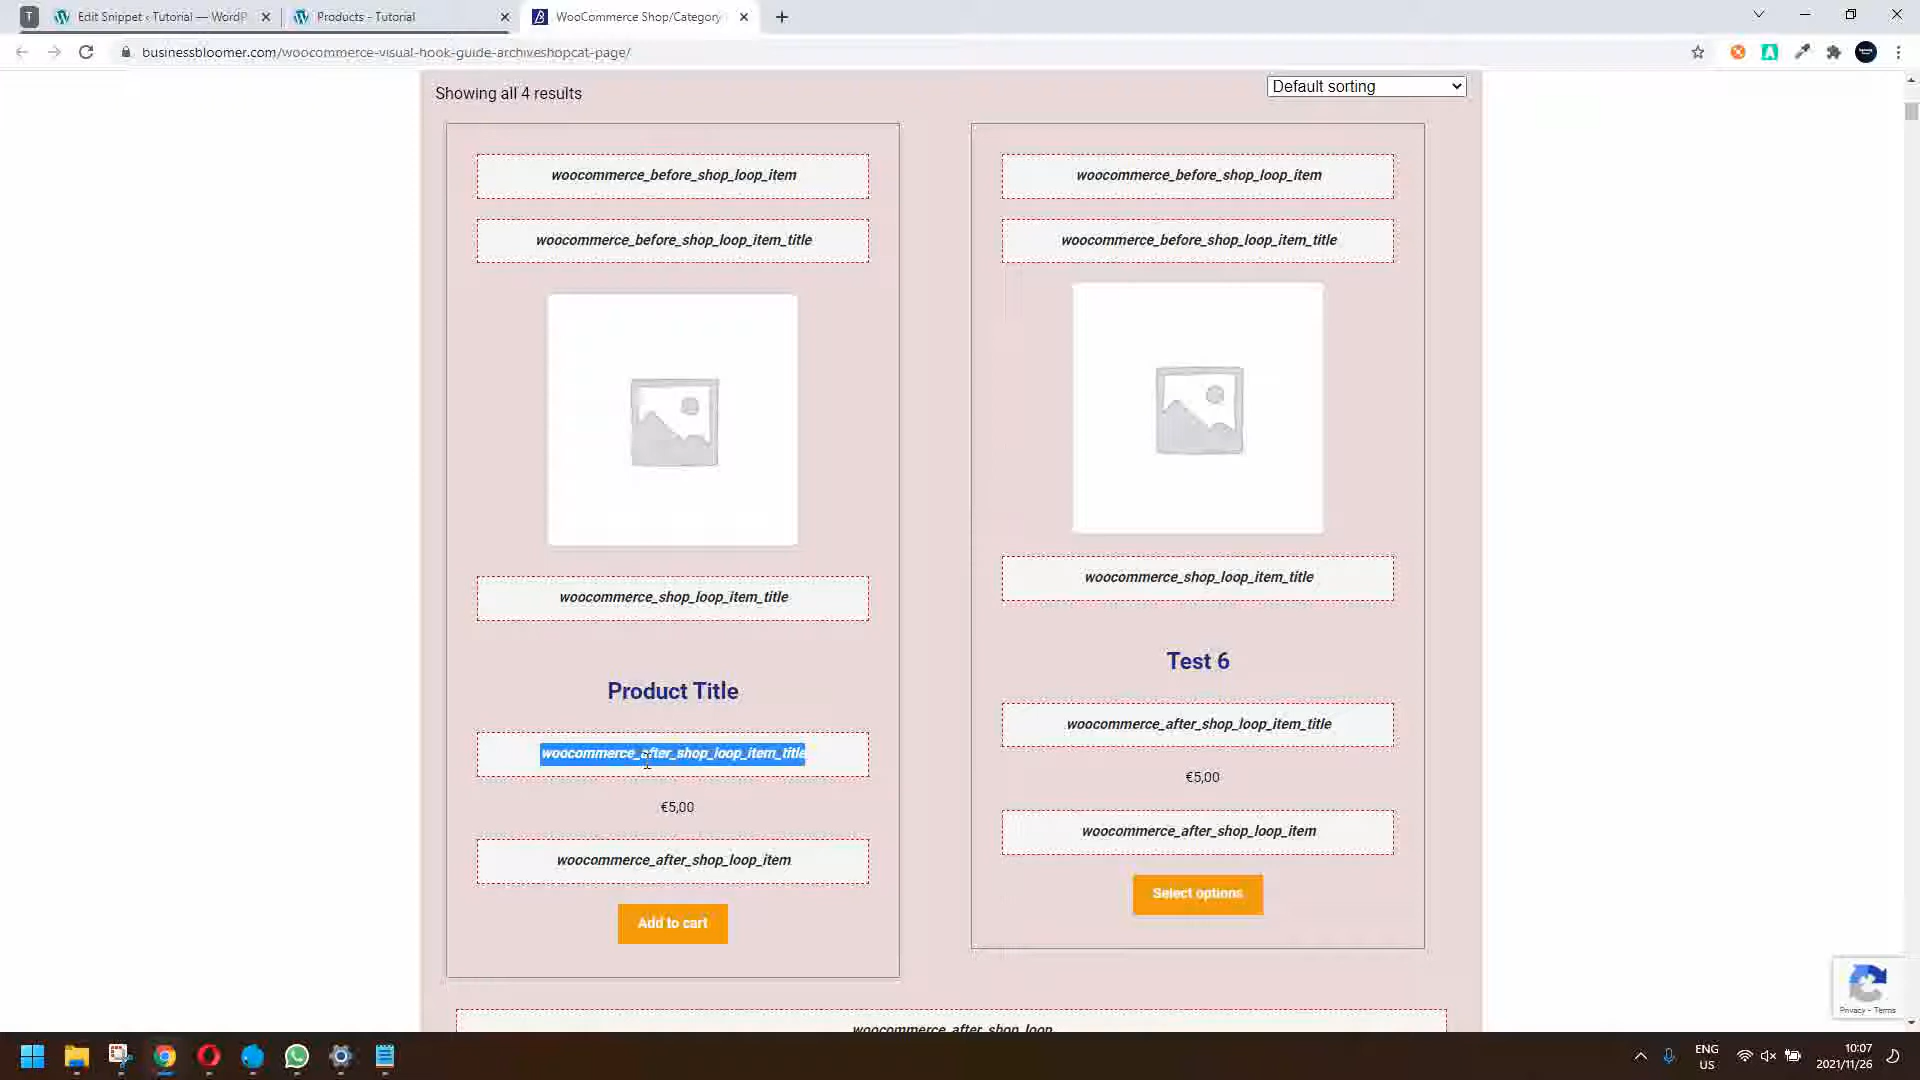 T
Edit Snippet ‹ Tutorial — WordP
Products - Tutorial
WooCommerce Shop/Category
businessbloomer.com/woocommerce-visual-hook-guide-archiveshopcat-page/
Showing all 4 results
Default sorting
woocommerce_before_shop_loop_item
woocommerce_before_shop_loop_item_title
woocommerce_shop_loop_item_title
Product Title
woocommerce_after_shop_loop_item_title
€5,00
woocommerce_after_shop_loop_item
Add to cart
woocommerce_before_shop_loop_item
woocommerce_before_shop_loop_item_title
woocommerce_shop_loop_item_title
Test 6
woocommerce_after_shop_loop_item_title
€5,00
woocommerce_after_shop_loop_item
Select options
woocommerce_after_shop_loop
Privacy - Terms
ENG
US
10:07
2021/11/26